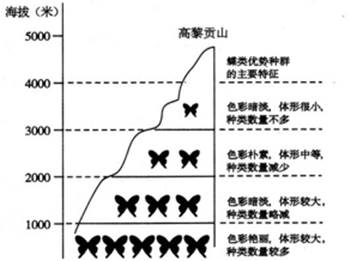 海拔(米)
高黎贡山
5000
蝶类优势种群
的主要特征
4000
色彩暗淡，体形很小，
种类数量不多
3000
色彩朴素，体形中等，
种类数量减少
2000
色彩暗淡，体形较大，
种类数量略减
1000
色彩艳丽，体形较大，
种类数量较多